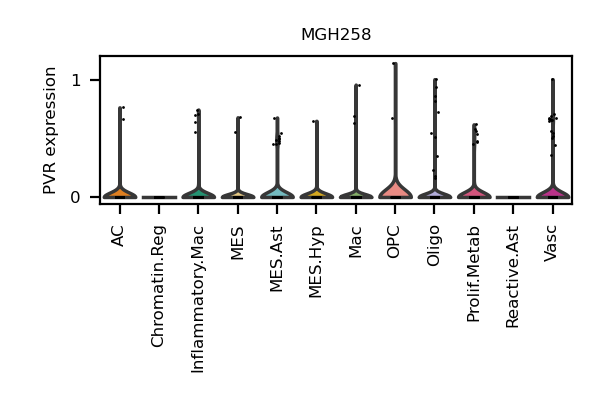 MGH258
PVR expression
1
0
AC
Chromatin.Reg
Inflammatory.Mac
MES
MES.Ast
MES.Hyp
Mac
OPC
Oligo
Prolif.Metab
Reactive.Ast
Vasc